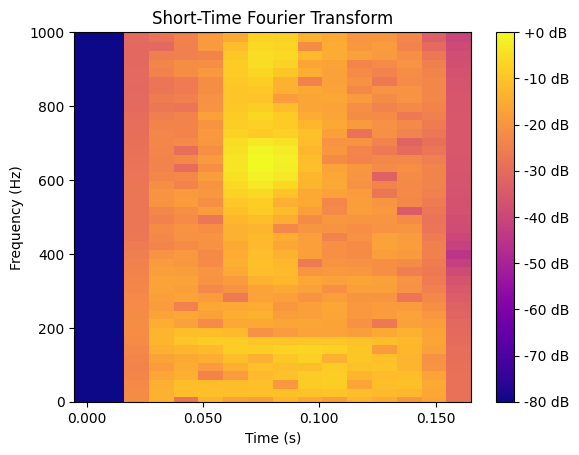 Short-Time Fourier Transform
1000
800
600
400
200
0
Frequency (Hz)
0.000
0.050
0.100
0.150
Time (s)
+0 dB
-10 dB
-20 dB
-30 dB
-40 dB
-50 dB
-60 dB
-70 dB
-80 dB